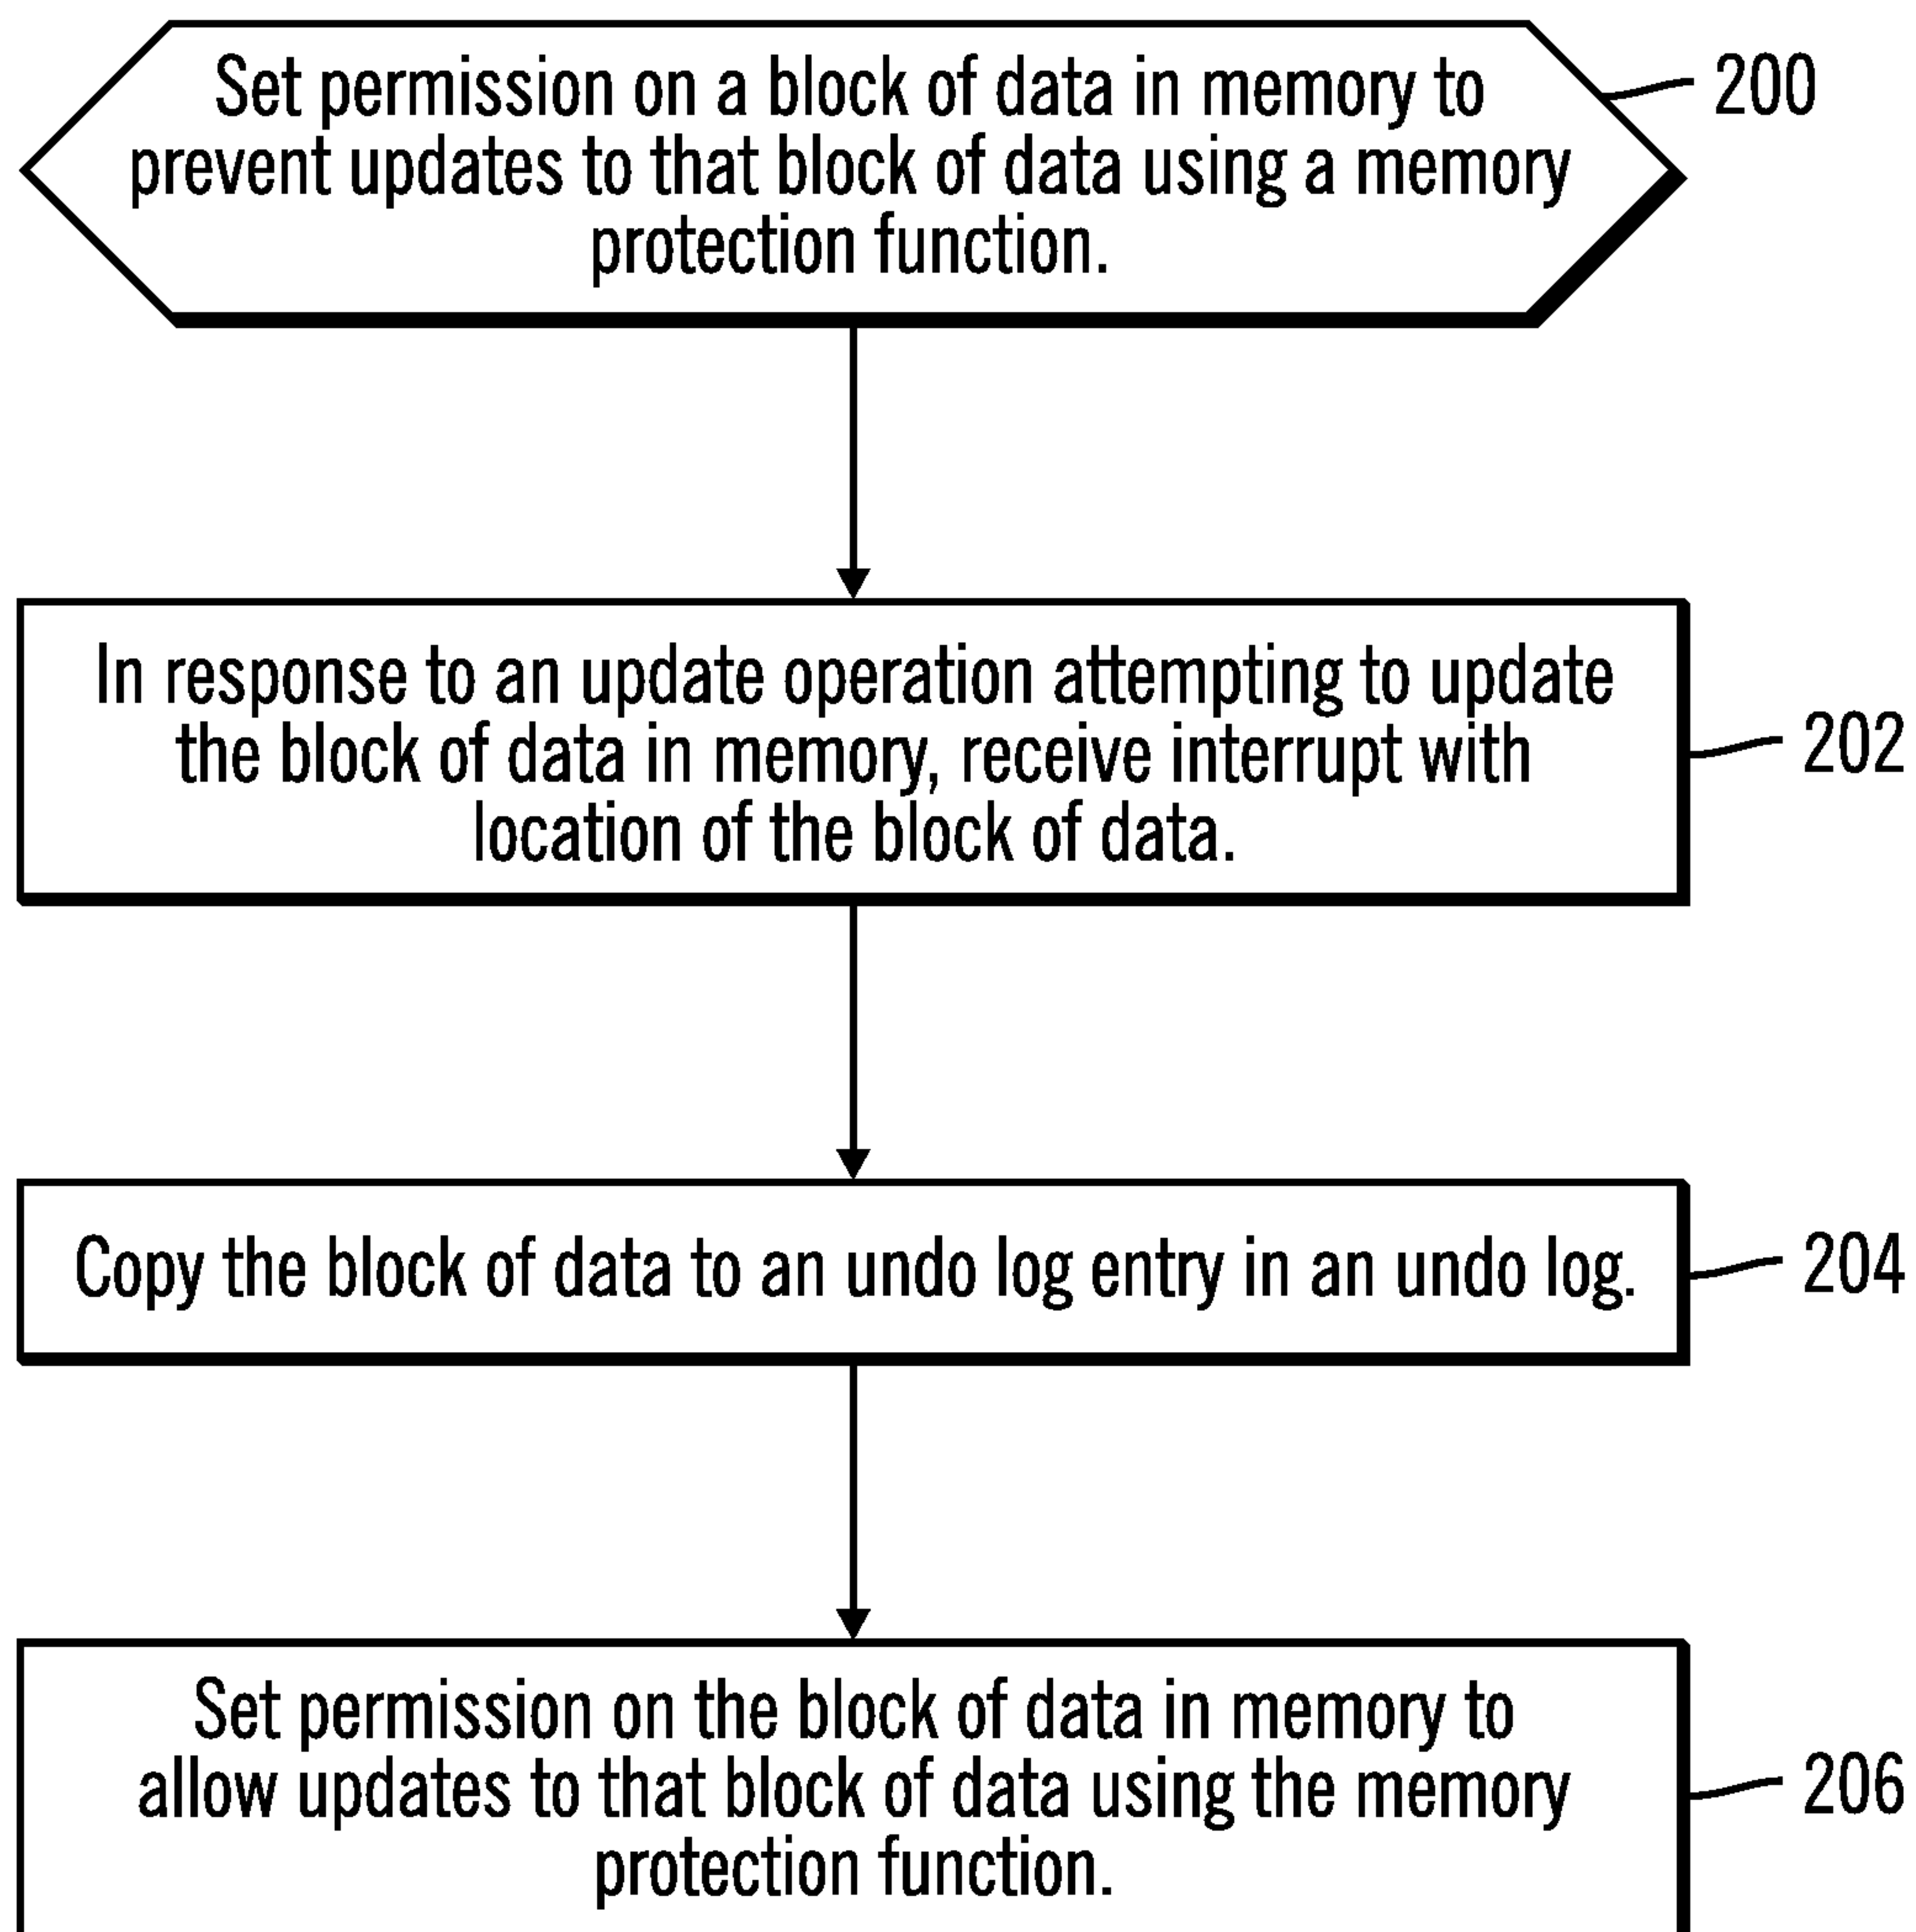 Set permission on a block of data in memory to
prevent updates to that block of data using a memory
protection function.
200
In response to an update operation attempting to update
the block of data in memory, receive interrupt with
location of the block of data.
202
Copy the block of data to an undo log entry in an undo log.
204
Set permission on the block of data in memory to
allow updates to that block of data using the memory
protection function.
206